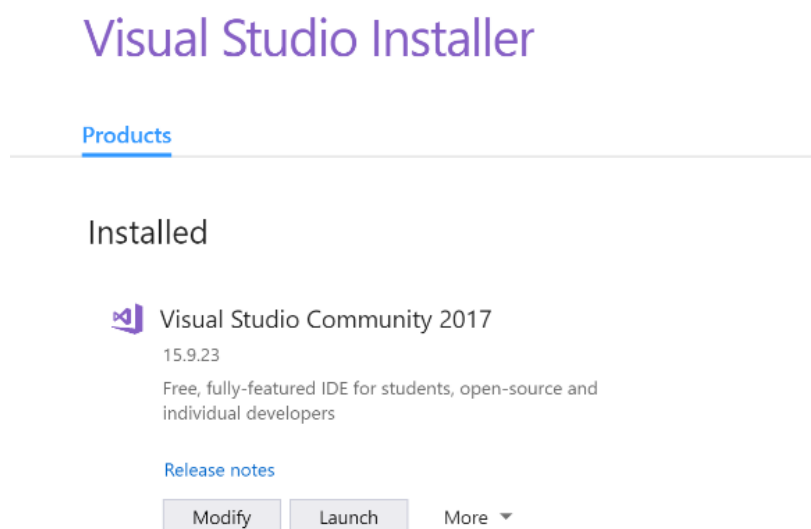 Visual Studio Installer
Products
Installed
Visual Studio Community 2017
15.9.23
Free, fully-featured IDE for students, open-source and
individual developers
Release notes
Modify Launch More